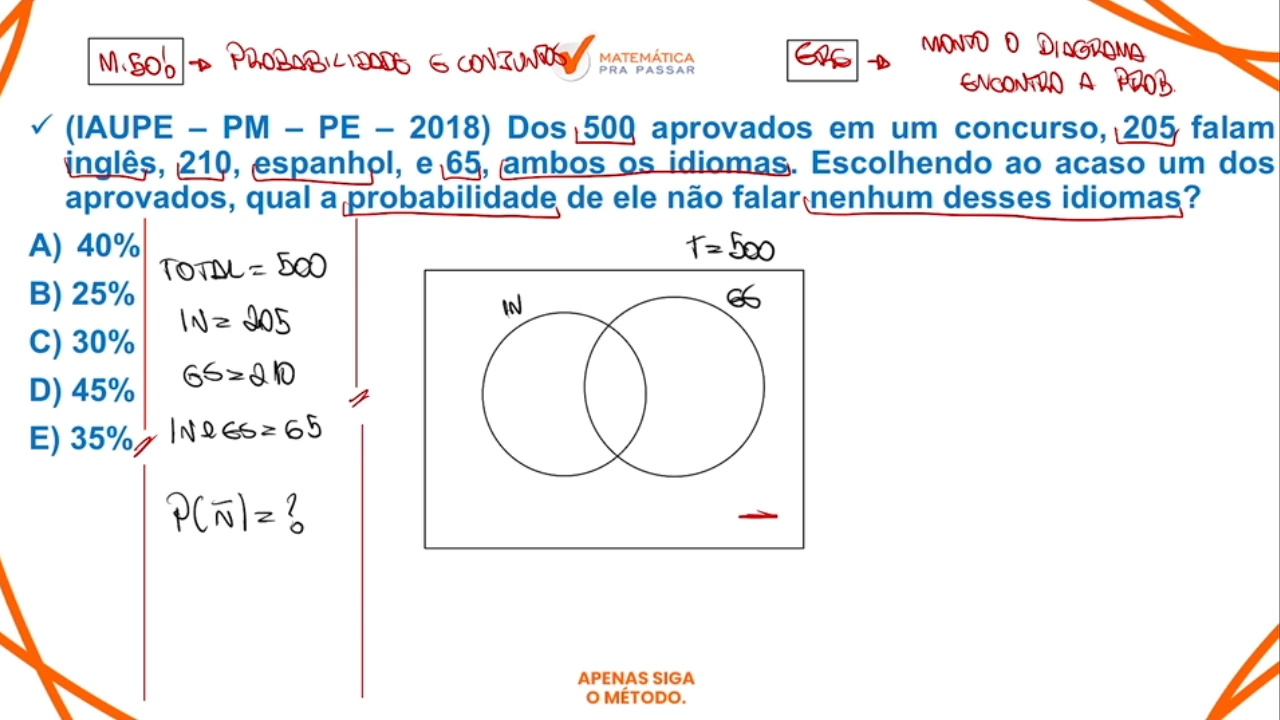 M.50% → PROBABILIDADE E CONJUNTOS
MATEMÁTICA
PRA PASSAR
→ MONTO O DIAGRAMA
ENCONTRO A PROB.
✓ (IAUPE – PM – PE – 2018) Dos 500 aprovados em um concurso, 205 falam
inglês, 210, espanhol, e 65, ambos os idiomas. Escolhendo ao acaso um dos
aprovados, qual a probabilidade de ele não falar nenhum desses idiomas?
A) 40%
B) 25%
C) 30%
D) 45%
E) 35%
TOTAL = 500
IN = 205
ES = 210
IN e ES = 65
P(N̄) = ?
T = 500
IN
ES
APENAS SIGA
O MÉTODO.